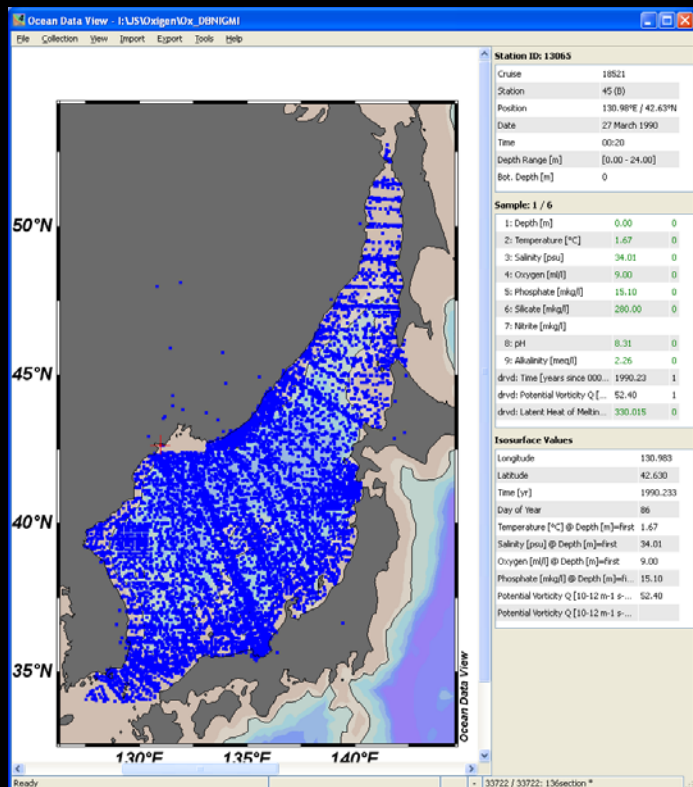 Ocean Data View - I:\JS\Oxigen\Ox_DBNIGMI
File Collection View Import Export Tools Help
50°N
45°N
40°N
35°N
130°E 135°E 140°E
Ocean Data View
Station ID: 13065
Cruise 18521
Station 45 (B)
Position 130.98°E / 42.63°N
Date 27 March 1990
Time 00:20
Depth Range [m] [0.00 - 24.00]
Bot. Depth [m] 0
Sample: 1 / 6
1: Depth [m] 0.00 0
2: Temperature [°C] 1.67 0
3: Salinity [psu] 34.01 0
4: Oxygen [ml/l] 9.00 0
5: Phosphate [mkg/l] 15.10 0
6: Silicate [mkg/l] 280.00 0
7: Nitrite [mkg/l]
8: pH 8.31 0
9: Alkalinity [meq/l] 2.26 0
drvd: Time [years since 000... 1990.23 1
drvd: Potential Vorticity Q [... 52.40 1
drvd: Latent Heat of Meltin... 330.015 0
Isosurface Values
Longitude 130.983
Latitude 42.630
Time [yr] 1990.233
Day of Year 86
Temperature [°C] @ Depth [m]=first 1.67
Salinity [psu] @ Depth [m]=first 34.01
Oxygen [ml/l] @ Depth [m]=first 9.00
Phosphate [mkg/l] @ Depth [m]=fi... 15.10
Potential Vorticity Q [10-12 m-1 s-... 52.40
Potential Vorticity Q [10-12 m-1 s-...
Ready - 33722 / 33722: 136section *